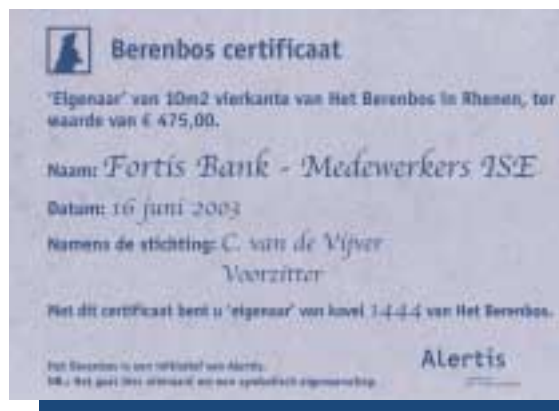 Berenbos certificaat
'Eigenaar' van 10m2 vierkante van Het Berenbos in Rhenen, ter
waarde van € 475,00.
Naam: Fortis Bank - Medewerkers ISE
Datum: 16 juni 2003
Namens de stichting: C. van de Vijver
Voorzitter
Met dit certificaat bent u 'eigenaar' van kavel 1444 van Het Berenbos.
Het Berenbos is een initiatief van Alertis.
NB.: Het gaat hier uiteraard om een symbolisch eigenaarschap.
Alertis